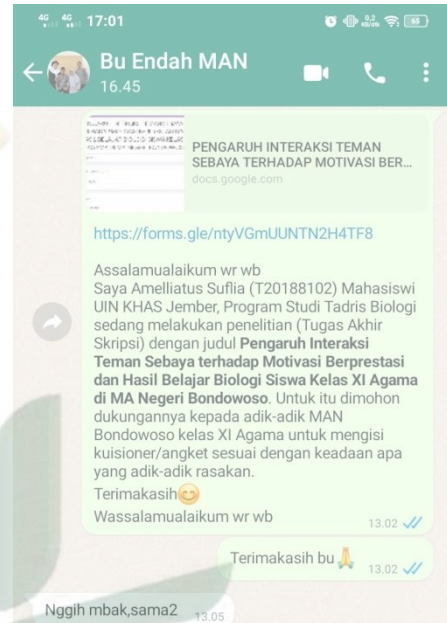 4G 4G 17:01 0,2 KB/s 65
Bu Endah MAN
16.45
PENGARUH INTERAKSI TEMAN
SEBAYA TERHADAP MOTIVASI BER...
docs.google.com
https://forms.gle/ntyVGmUUNTN2H4TF8
Assalamualaikum wr wb
Saya Amelliatus Suflia (T20188102) Mahasiswi
UIN KHAS Jember, Program Studi Tadris Biologi
sedang melakukan penelitian (Tugas Akhir
Skripsi) dengan judul Pengaruh Interaksi
Teman Sebaya terhadap Motivasi Berprestasi
dan Hasil Belajar Biologi Siswa Kelas XI Agama
di MA Negeri Bondowoso. Untuk itu dimohon
dukungannya kepada adik-adik MAN
Bondowoso kelas XI Agama untuk mengisi
kuisioner/angket sesuai dengan keadaan apa
yang adik-adik rasakan.
Terimakasih😊
Wassalamualaikum wr wb
13.02
Terimakasih bu 🙏 13.02
Nggih mbak,sama2 13.05